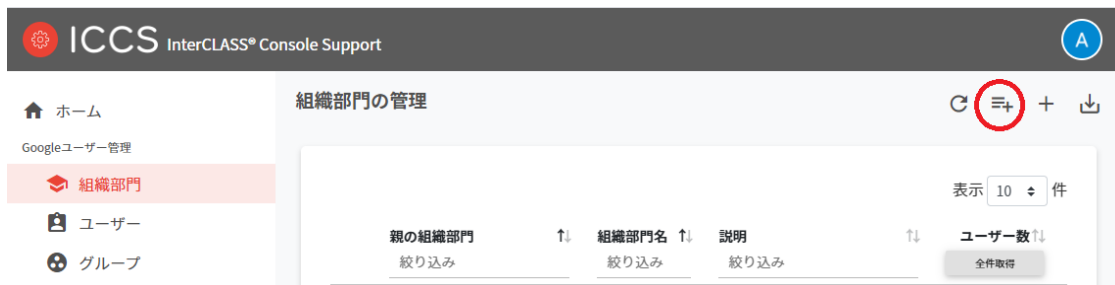 ICCS InterCLASS® Console Support
A
ホーム
組織部門の管理
Googleユーザー管理
組織部門
表示 10 件
ユーザー
親の組織部門 組織部門名 説明 ユーザー数
グループ
絞り込み 絞り込み 絞り込み 全件取得